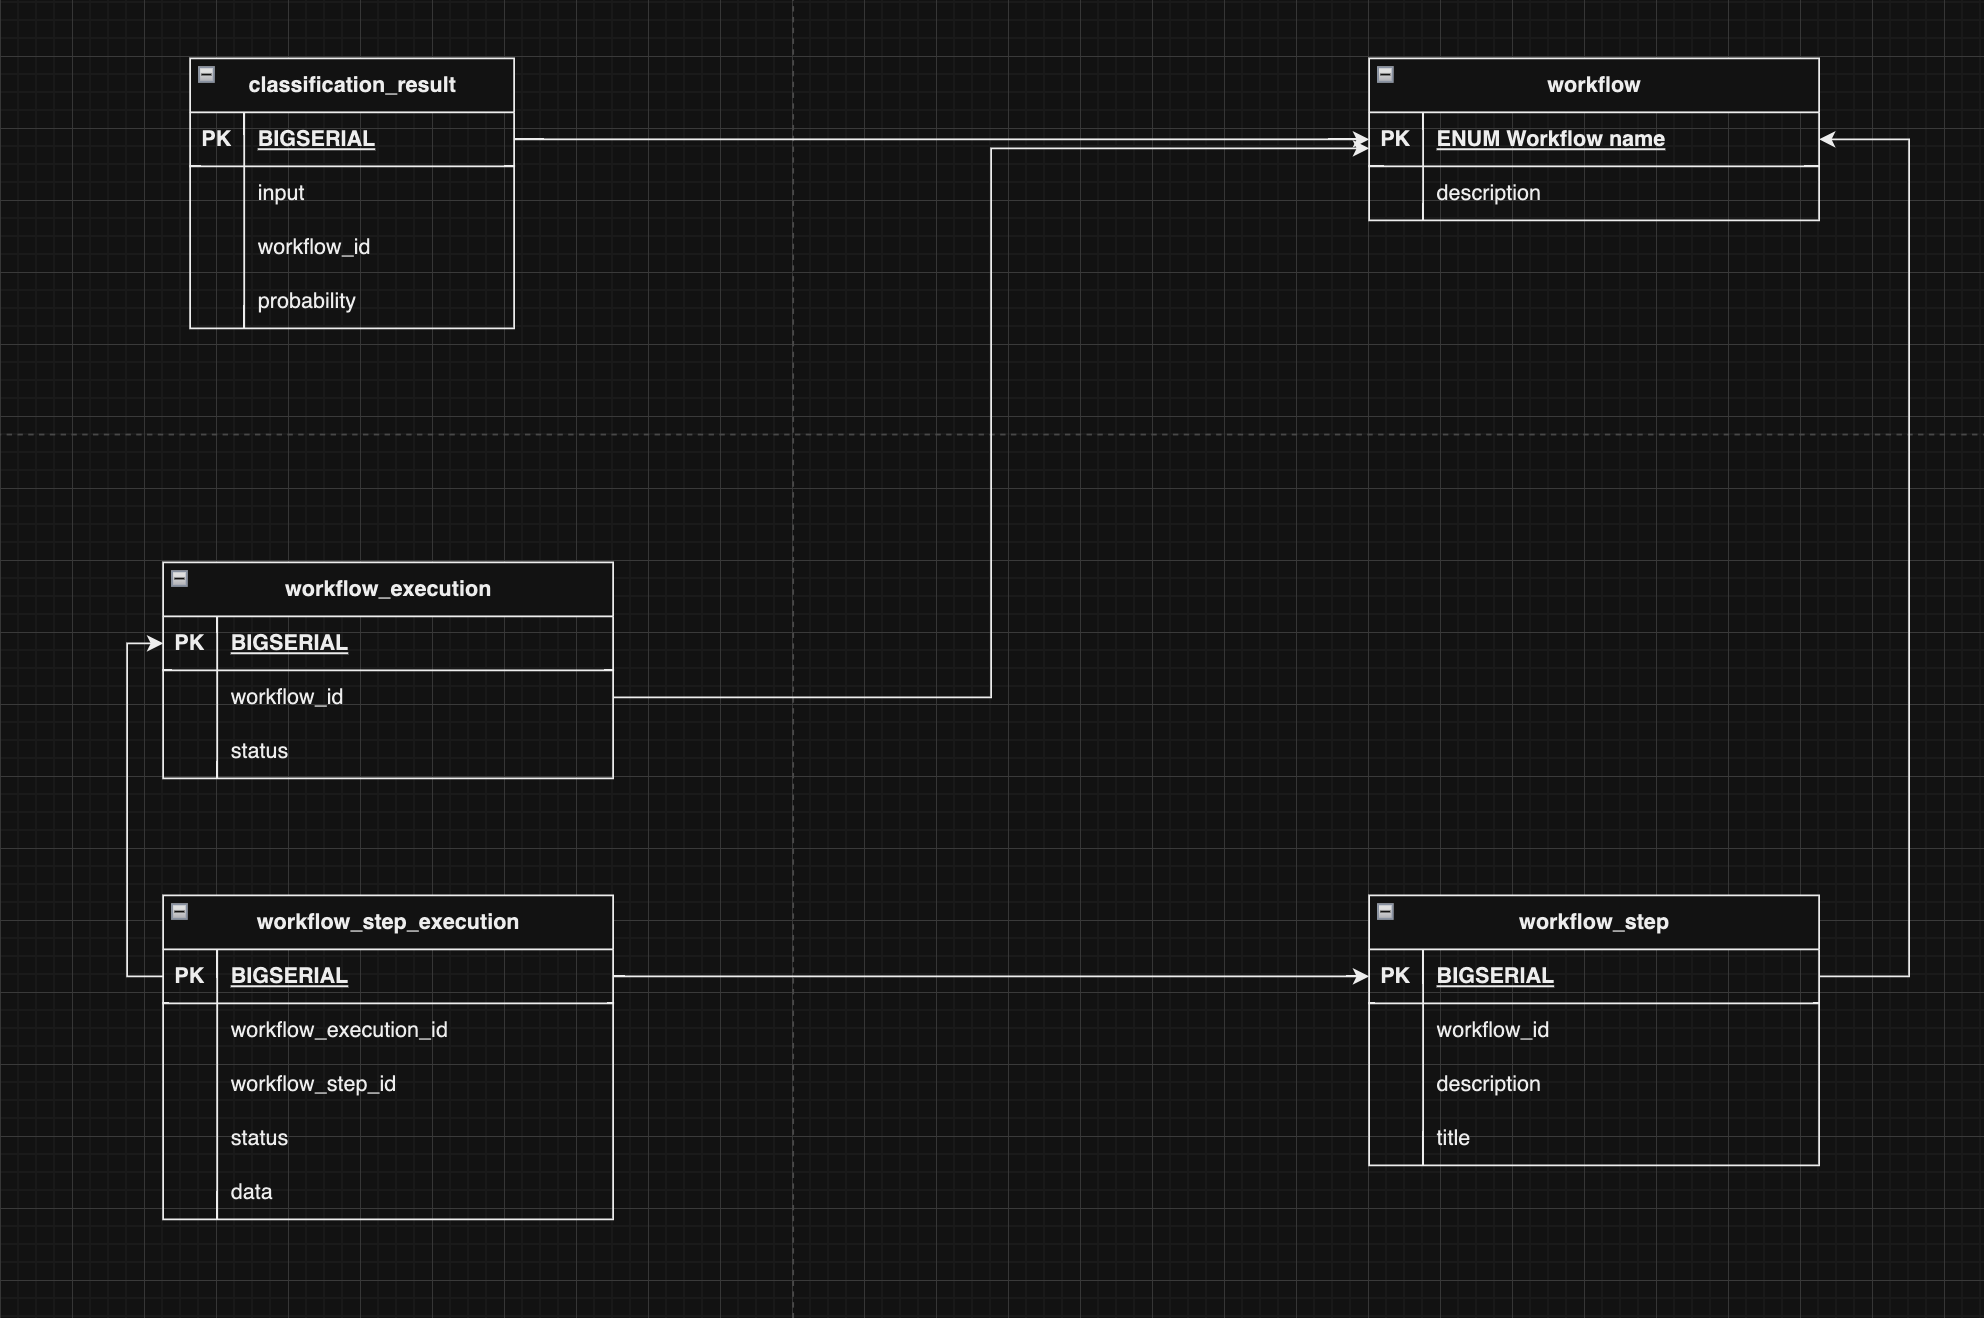 classification_result
PK BIGSERIAL
input
workflow_id
probability
workflow
PK ENUM Workflow name
description
workflow_execution
PK BIGSERIAL
workflow_id
status
workflow_step_execution
PK BIGSERIAL
workflow_execution_id
workflow_step_id
status
data
workflow_step
PK BIGSERIAL
workflow_id
description
title